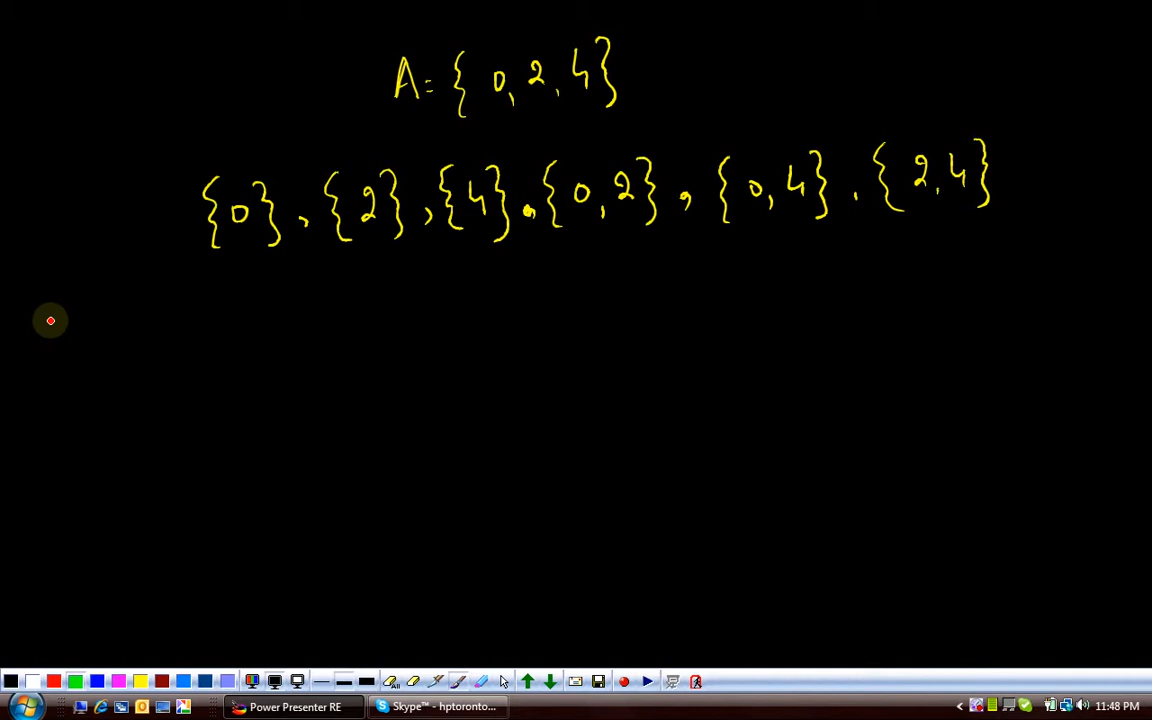 A = { 0, 2, 4 }
{ 0 } , { 2 } , { 4 } , { 0, 2 } , { 0, 4 } , { 2, 4 }
Power Presenter RE
Skype™ - hptoronto...
11:48 PM